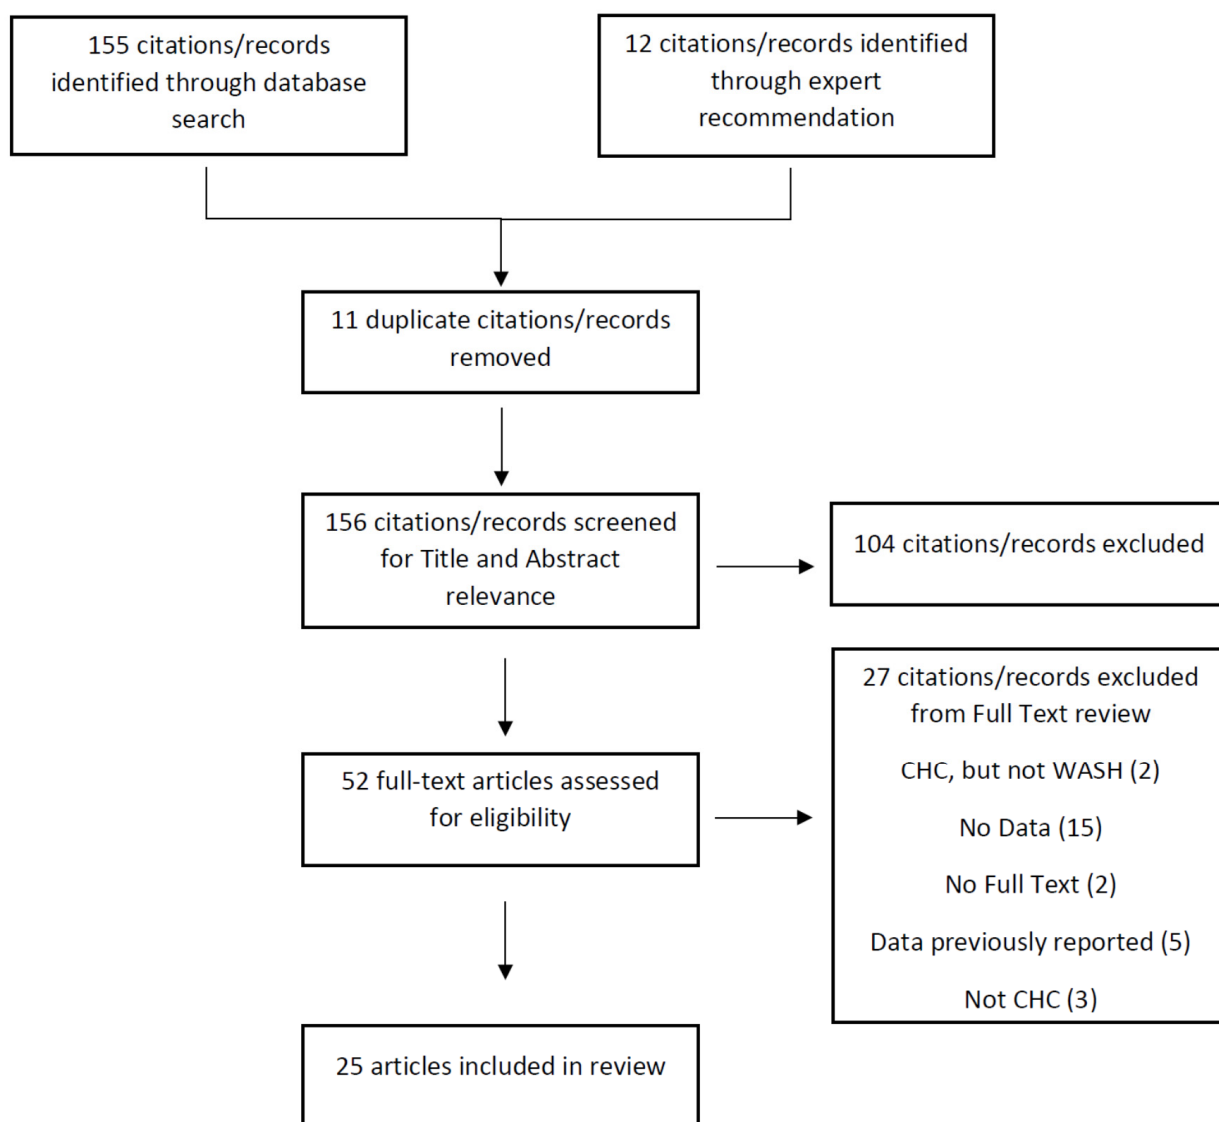 155 citations/records
identified through database
search
12 citations/records identified
through expert
recommendation
11 duplicate citations/records
removed
156 citations/records screened
for Title and Abstract
relevance
104 citations/records excluded
52 full-text articles assessed
for eligibility
27 citations/records excluded
from Full Text review
CHC, but not WASH (2)
No Data (15)
No Full Text (2)
Data previously reported (5)
Not CHC (3)
25 articles included in review